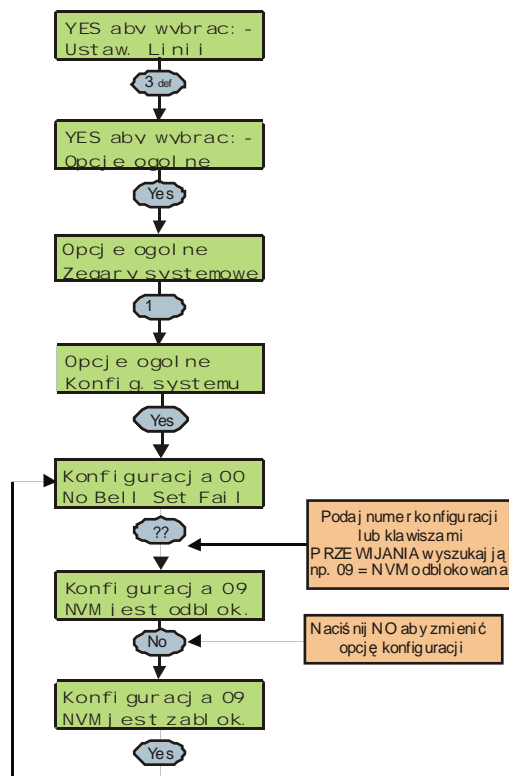 YES aby wybrac: -
Ustaw. Linii
3 def
YES aby wybrac: -
Opcje ogolne
Yes
Opcje ogolne
Zegary systemowe
1
Opcje ogolne
Konfig. systemu
Yes
Konfiguracja 00
No Bell Set Fail
??
Podaj numer konfiguracji
lub klawiszami
PRZEWIJANIA wyszukaj ją
np. 09 = NVM odblokowana
Konfiguracja 09
NVM jest odblok.
No
Naciśnij NO aby zmienić
opcję konfiguracji
Konfiguracja 09
NVM jest zablok.
Yes